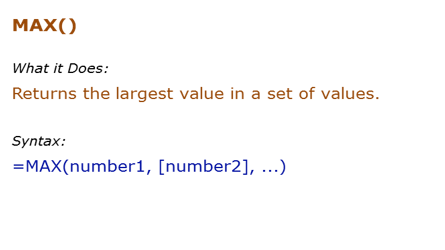 MAX()
What it Does:
Returns the largest value in a set of values.
Syntax:
=MAX(number1, [number2], ...)